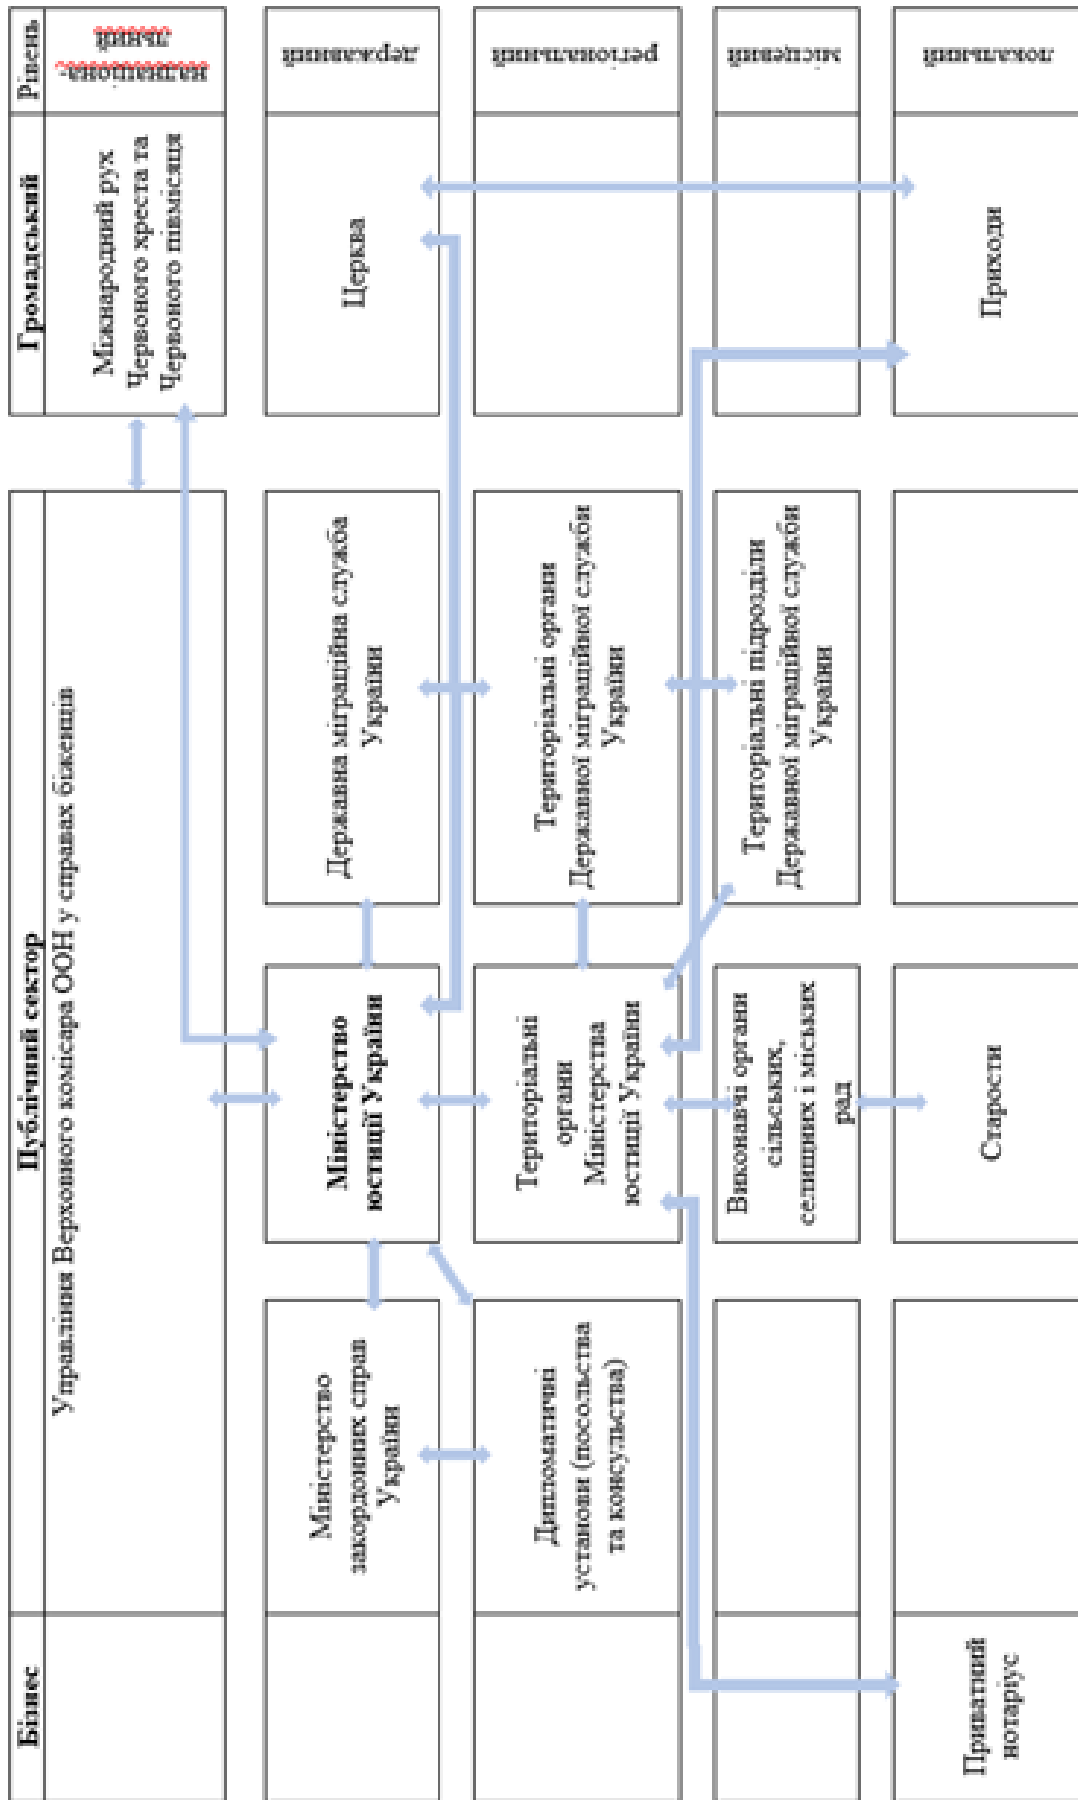 Бізнес
Публічний сектор
Громадський
Рівень
Управління Верховного комісара ООН у справах біженців
Міжнародний рух
Червоного хреста та
Червоного півмісяця
наднаціона-
льний
Міністерство
закордонних справ
України
Міністерство
юстиції України
Державна міграційна служба
України
Церква
державний
Дипломатичні
установи (посольства
та консульства)
Територіальні
органи
Міністерства
юстиції України
Територіальні органи
Державної міграційної служби
України
регіональний
Виконавчі органи
сільських,
селищних і міських
рад
Територіальні підрозділи
Державної міграційної служби
України
місцевий
Приватний
нотаріус
Старости
Приходи
локальний